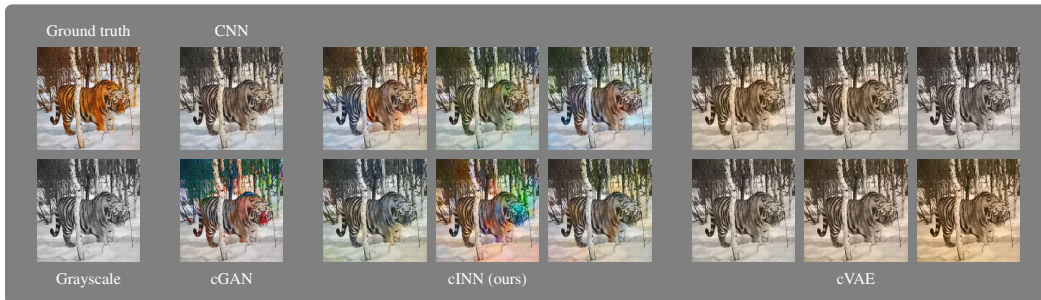 Ground truth
CNN
Grayscale
cGAN
cINN (ours)
cVAE